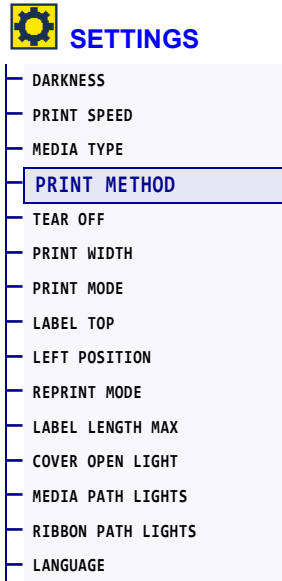 SETTINGS
DARKNESS
PRINT SPEED
MEDIA TYPE
PRINT METHOD
TEAR OFF
PRINT WIDTH
PRINT MODE
LABEL TOP
LEFT POSITION
REPRINT MODE
LABEL LENGTH MAX
COVER OPEN LIGHT
MEDIA PATH LIGHTS
RIBBON PATH LIGHTS
LANGUAGE